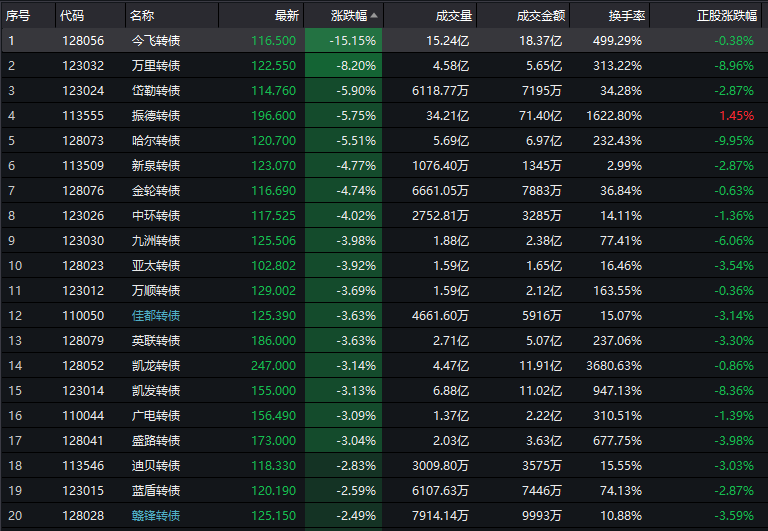 序号 代码 名称 最新 涨跌幅 成交量 成交金额 换手率 正股涨跌幅
1 128056 今飞转债 116.500 -15.15% 15.24亿 18.37亿 499.29% -0.38%
2 123032 万里转债 122.550 -8.20% 4.58亿 5.65亿 313.22% -8.96%
3 123024 岱勒转债 114.760 -5.90% 6118.77万 7195万 34.28% -2.87%
4 113555 振德转债 196.600 -5.75% 34.21亿 71.40亿 1622.80% 1.45%
5 128073 哈尔转债 120.700 -5.51% 5.69亿 6.97亿 232.43% -9.95%
6 113509 新泉转债 123.070 -4.77% 1076.40万 1345万 2.99% -2.87%
7 128076 金轮转债 116.690 -4.74% 6661.05万 7883万 36.84% -0.63%
8 123026 中环转债 117.525 -4.02% 2752.81万 3285万 14.11% -1.36%
9 123030 九洲转债 125.506 -3.98% 1.88亿 2.38亿 77.41% -6.06%
10 128023 亚太转债 102.802 -3.92% 1.59亿 1.65亿 16.46% -3.54%
11 123012 万顺转债 129.002 -3.69% 1.59亿 2.12亿 163.55% -0.36%
12 110050 佳都转债 125.390 -3.63% 4661.60万 5916万 15.07% -3.14%
13 128079 英联转债 186.000 -3.63% 2.71亿 5.07亿 237.06% -3.30%
14 128052 凯龙转债 247.000 -3.14% 4.47亿 11.91亿 3680.63% -0.86%
15 123014 凯发转债 155.000 -3.13% 6.88亿 11.02亿 947.13% -8.36%
16 110044 广电转债 156.490 -3.09% 1.37亿 2.22亿 310.51% -1.39%
17 128041 盛路转债 173.000 -3.04% 2.03亿 3.63亿 677.75% -3.98%
18 113546 迪贝转债 118.330 -2.83% 3009.80万 3575万 15.55% -3.03%
19 123015 蓝盾转债 120.190 -2.59% 6107.63万 7446万 74.13% -2.87%
20 128028 赣锋转债 125.150 -2.49% 7914.14万 9993万 10.88% -3.59%